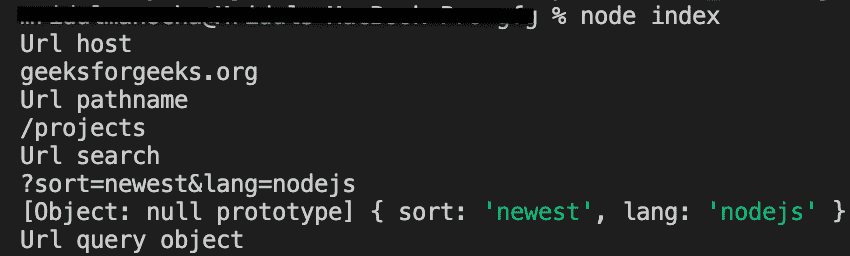 % node index
Url host
geeksforgeeks.org
Url pathname
/projects
Url search
?sort=newest&lang=nodejs
[Object: null prototype] { sort: 'newest', lang: 'nodejs' }
Url query object